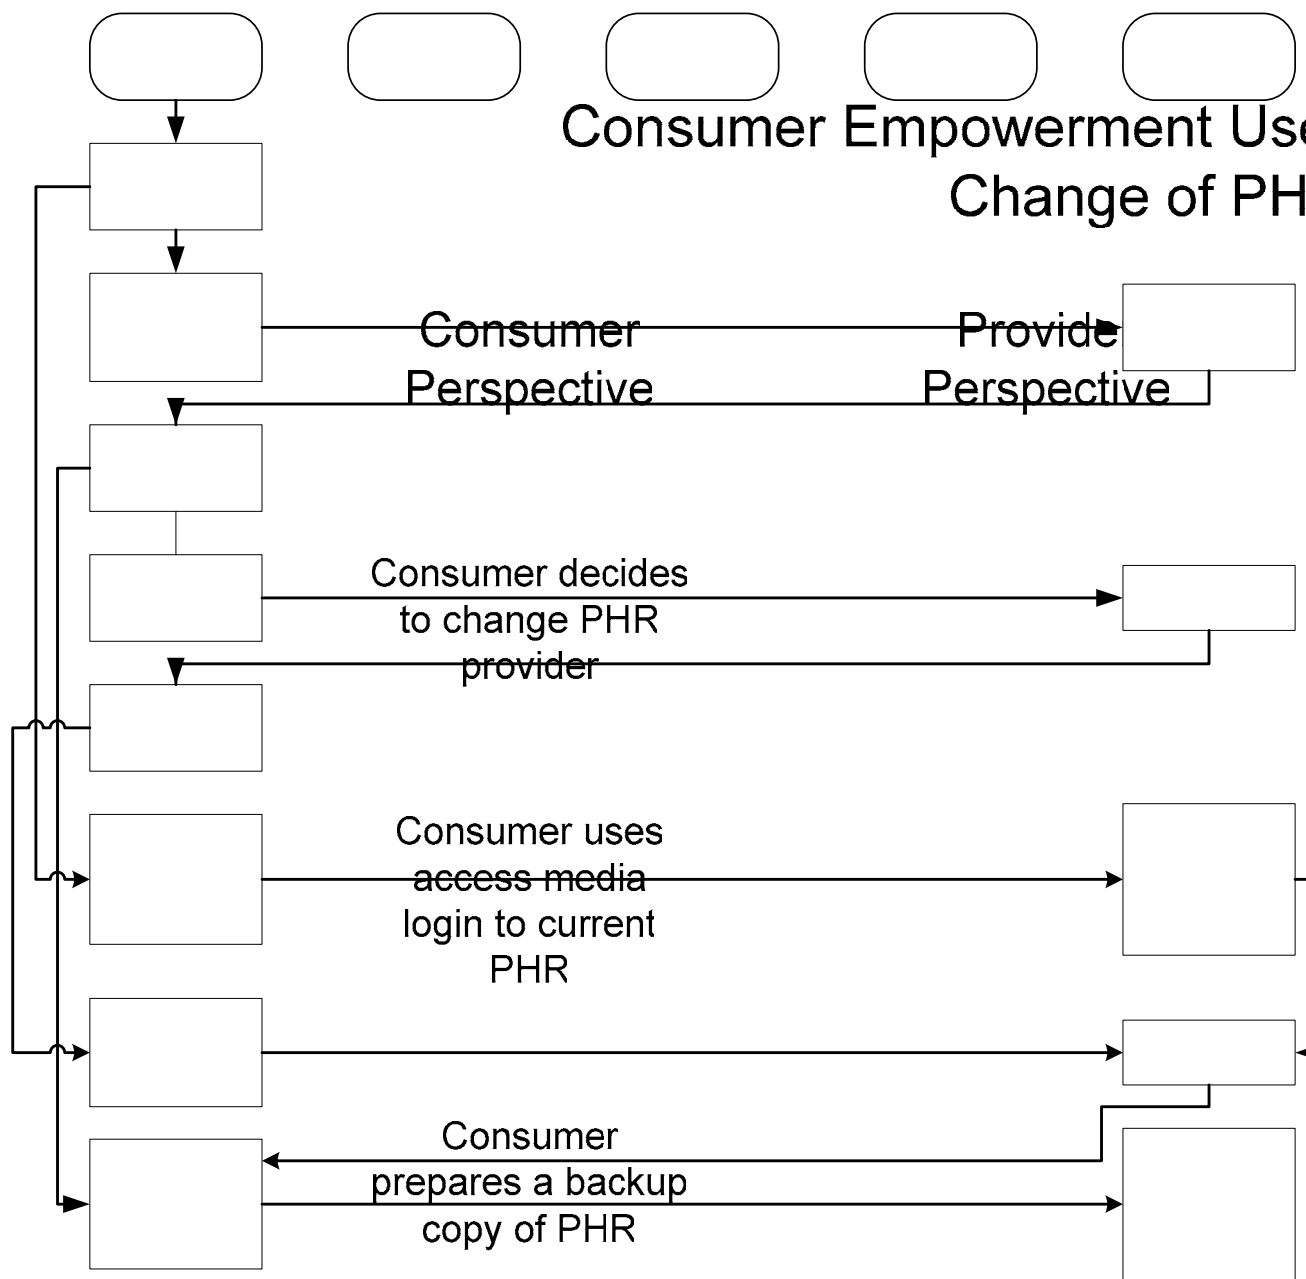 Consumer Empowerment Use
Change of PH
Consumer
Perspective
Provide
Perspective
Consumer decides
to change PHR
provider
Consumer uses
access media
login to current
PHR
Consumer
prepares a backup
copy of PHR